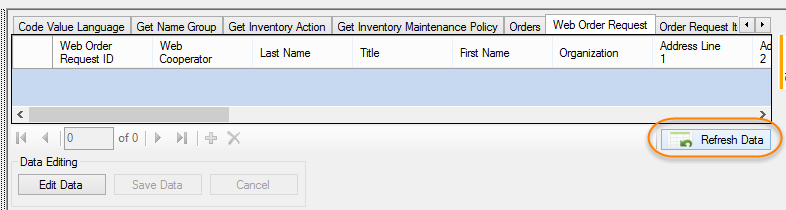 Code Value Language Get Name Group Get Inventory Action Get Inventory Maintenance Policy Orders Web Order Request Order Request It
Web Order Request ID Web Cooperator Last Name Title First Name Organization Address Line 1 Ad 2
0 of 0 Refresh Data
Data Editing
Edit Data Save Data Cancel